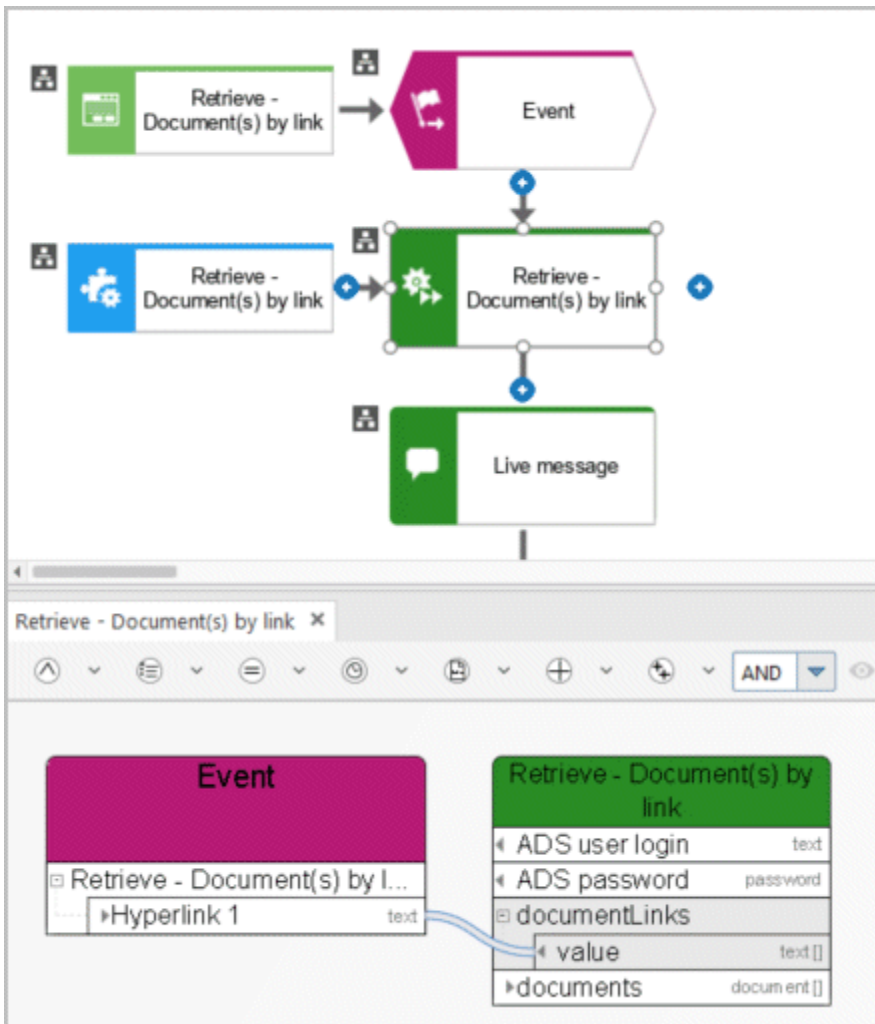 Retrieve -
Document(s) by link
Event
Retrieve -
Document(s) by link
Retrieve -
Document(s) by link
Live message
Retrieve - Document(s) by link ×
AND
Event
Retrieve - Document(s) by l...
Hyperlink 1 text
Retrieve - Document(s) by
link
ADS user login text
ADS password password
documentLinks
value text []
documents document []